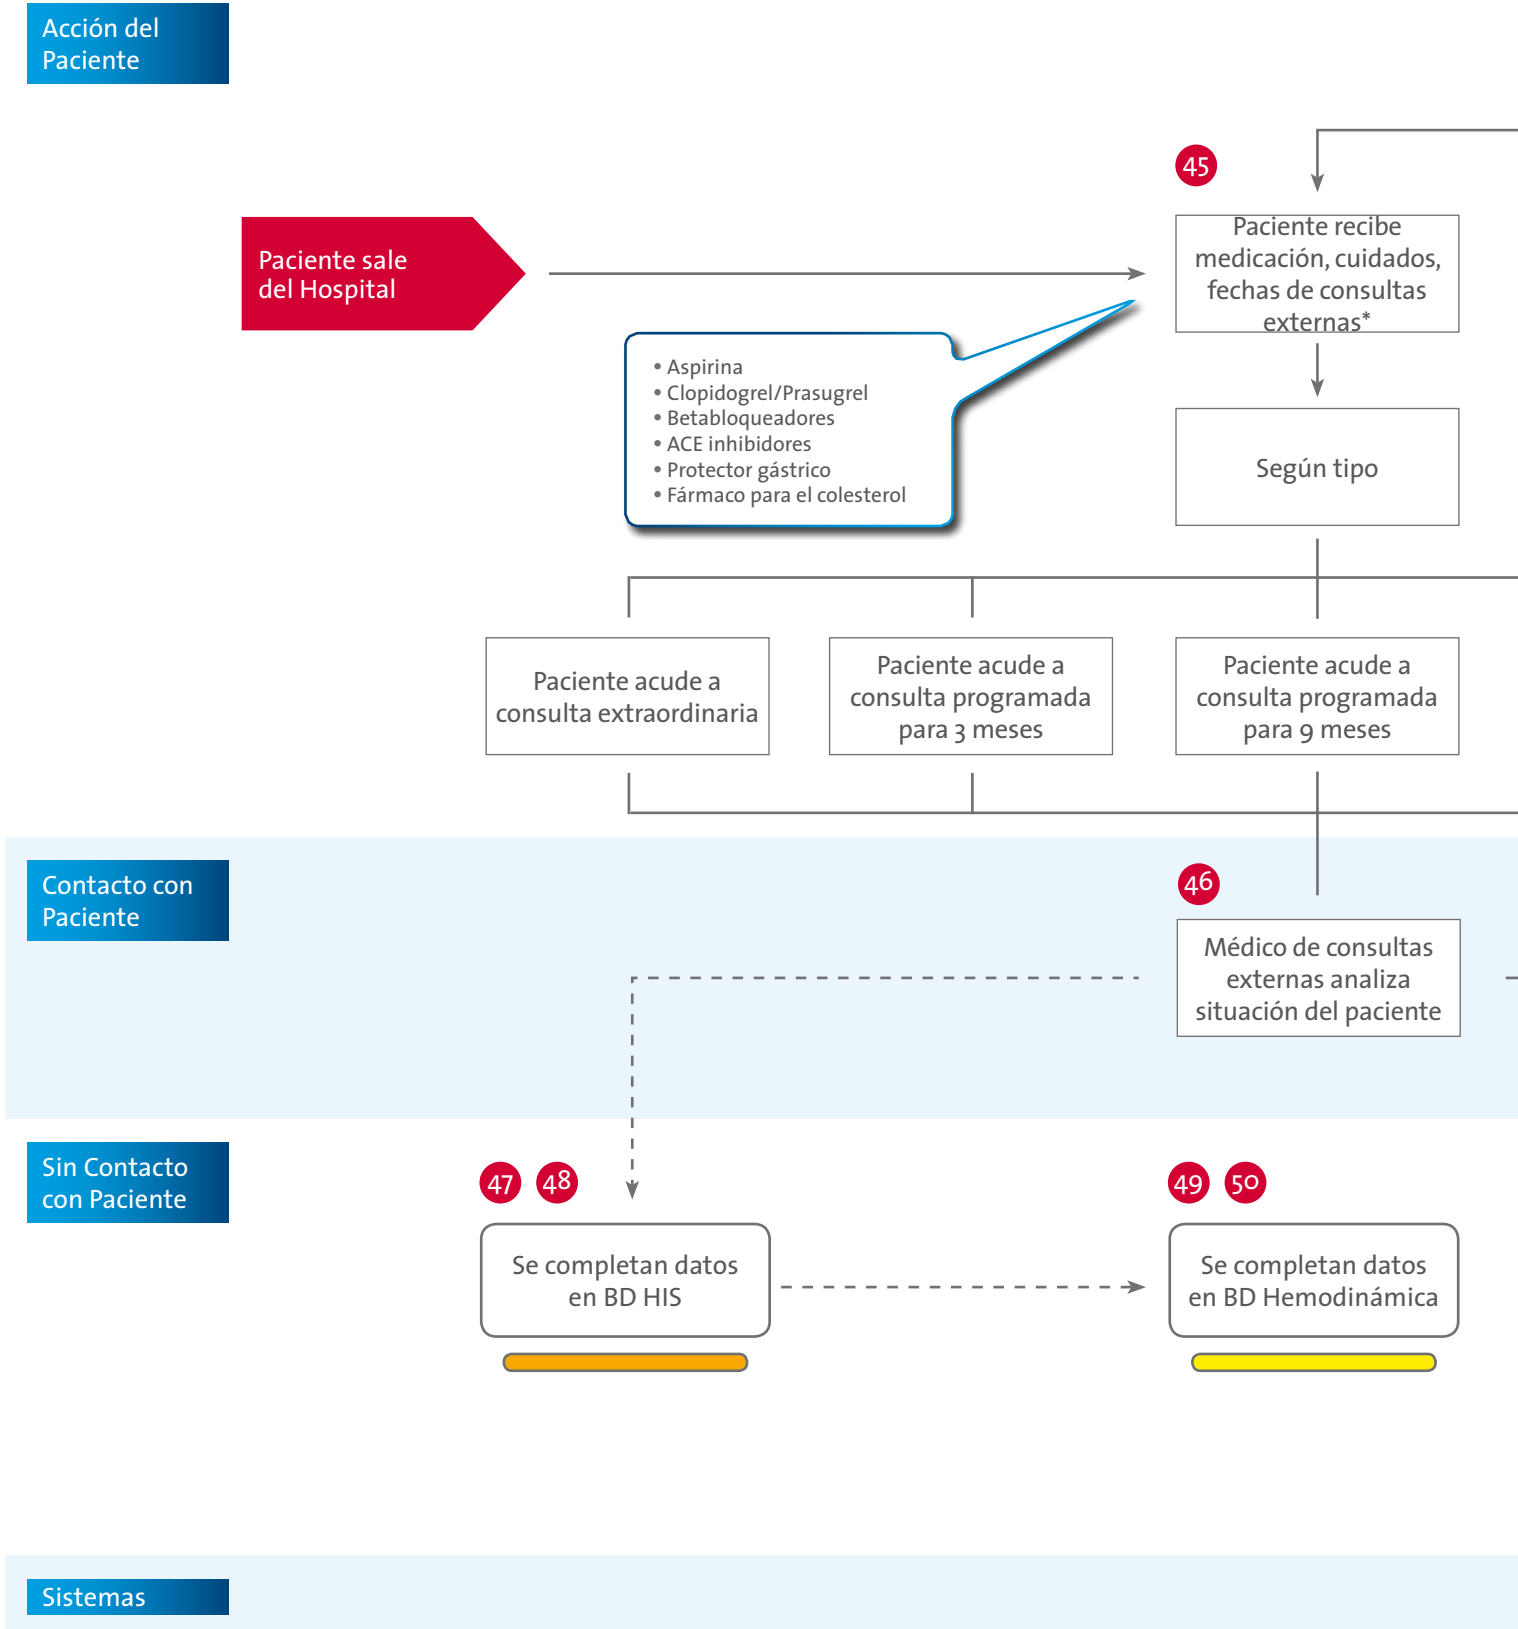 Acción del
Paciente
45
Paciente sale
del Hospital
Paciente recibe
medicación, cuidados,
fechas de consultas
externas*
• Aspirina
• Clopidogrel/Prasugrel
• Betabloqueadores
• ACE inhibidores
• Protector gástrico
• Fármaco para el colesterol
Según tipo
Paciente acude a
consulta extraordinaria
Paciente acude a
consulta programada
para 3 meses
Paciente acude a
consulta programada
para 9 meses
Contacto con
Paciente
46
Médico de consultas
externas analiza
situación del paciente
Sin Contacto
con Paciente
47 48
49 50
Se completan datos
en BD HIS
Se completan datos
en BD Hemodinámica
Sistemas